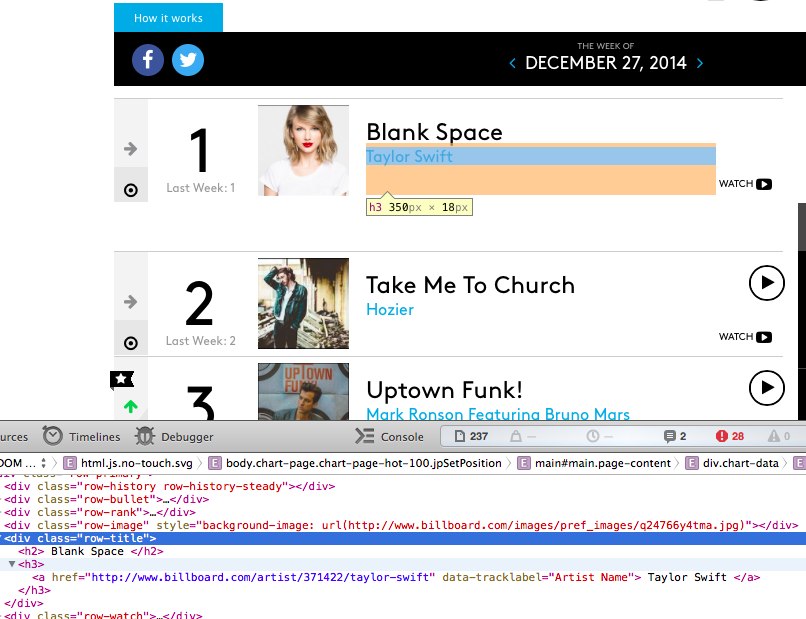 How it works
THE WEEK OF
DECEMBER 27, 2014
1
Last Week: 1
Blank Space
Taylor Swift
WATCH
h3 350px × 18px
2
Last Week: 2
Take Me To Church
Hozier
WATCH
3
UPTOWN
FUNK!
Uptown Funk!
Mark Ronson Featuring Bruno Mars
urces Timelines Debugger Console 237 — — 2 28 0
DOM ... E html.js.no-touch.svg E body.chart-page.chart-page-hot-100.jpSetPosition E main#main.page-content E div.chart-data E
<div class="row-history row-history-steady"></div>
<div class="row-bullet">…</div>
<div class="row-rank">…</div>
<div class="row-image" style="background-image: url(http://www.billboard.com/images/pref_images/q24766y4tma.jpg)"></div>
<div class="row-title">
<h2> Blank Space </h2>
<h3>
<a href="http://www.billboard.com/artist/371422/taylor-swift" data-tracklabel="Artist Name"> Taylor Swift </a>
</h3>
</div>
<div class="row-watch">…</div>